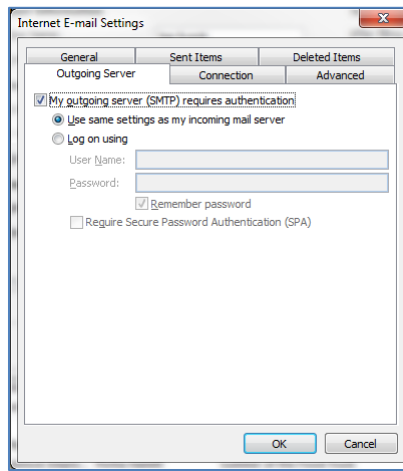 Internet E-mail Settings
General Sent Items Deleted Items
Outgoing Server Connection Advanced
My outgoing server (SMTP) requires authentication
Use same settings as my incoming mail server
Log on using
User Name:
Password:
Remember password
Require Secure Password Authentication (SPA)
OK Cancel